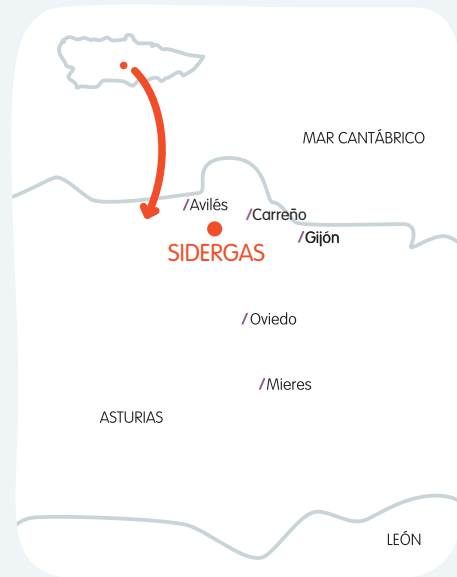 MAR CANTÁBRICO
/Avilés
/Carreño
/Gijón
SIDERGAS
/Oviedo
/Mieres
ASTURIAS
LEÓN